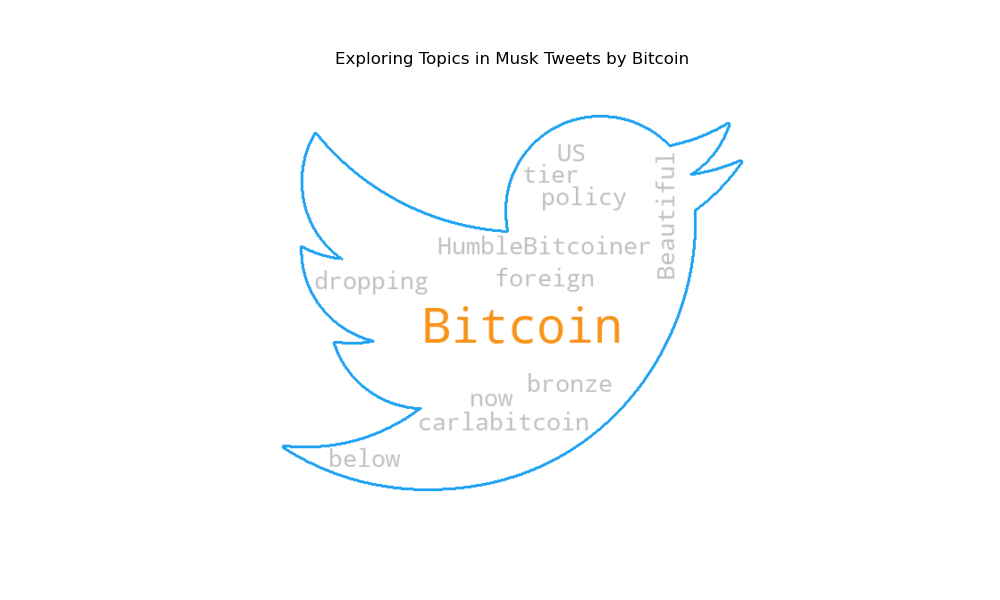 Exploring Topics in Musk Tweets by Bitcoin
US
tier
policy
Beautiful
HumbleBitcoiner
foreign
dropping
Bitcoin
bronze
now
carlabitcoin
below